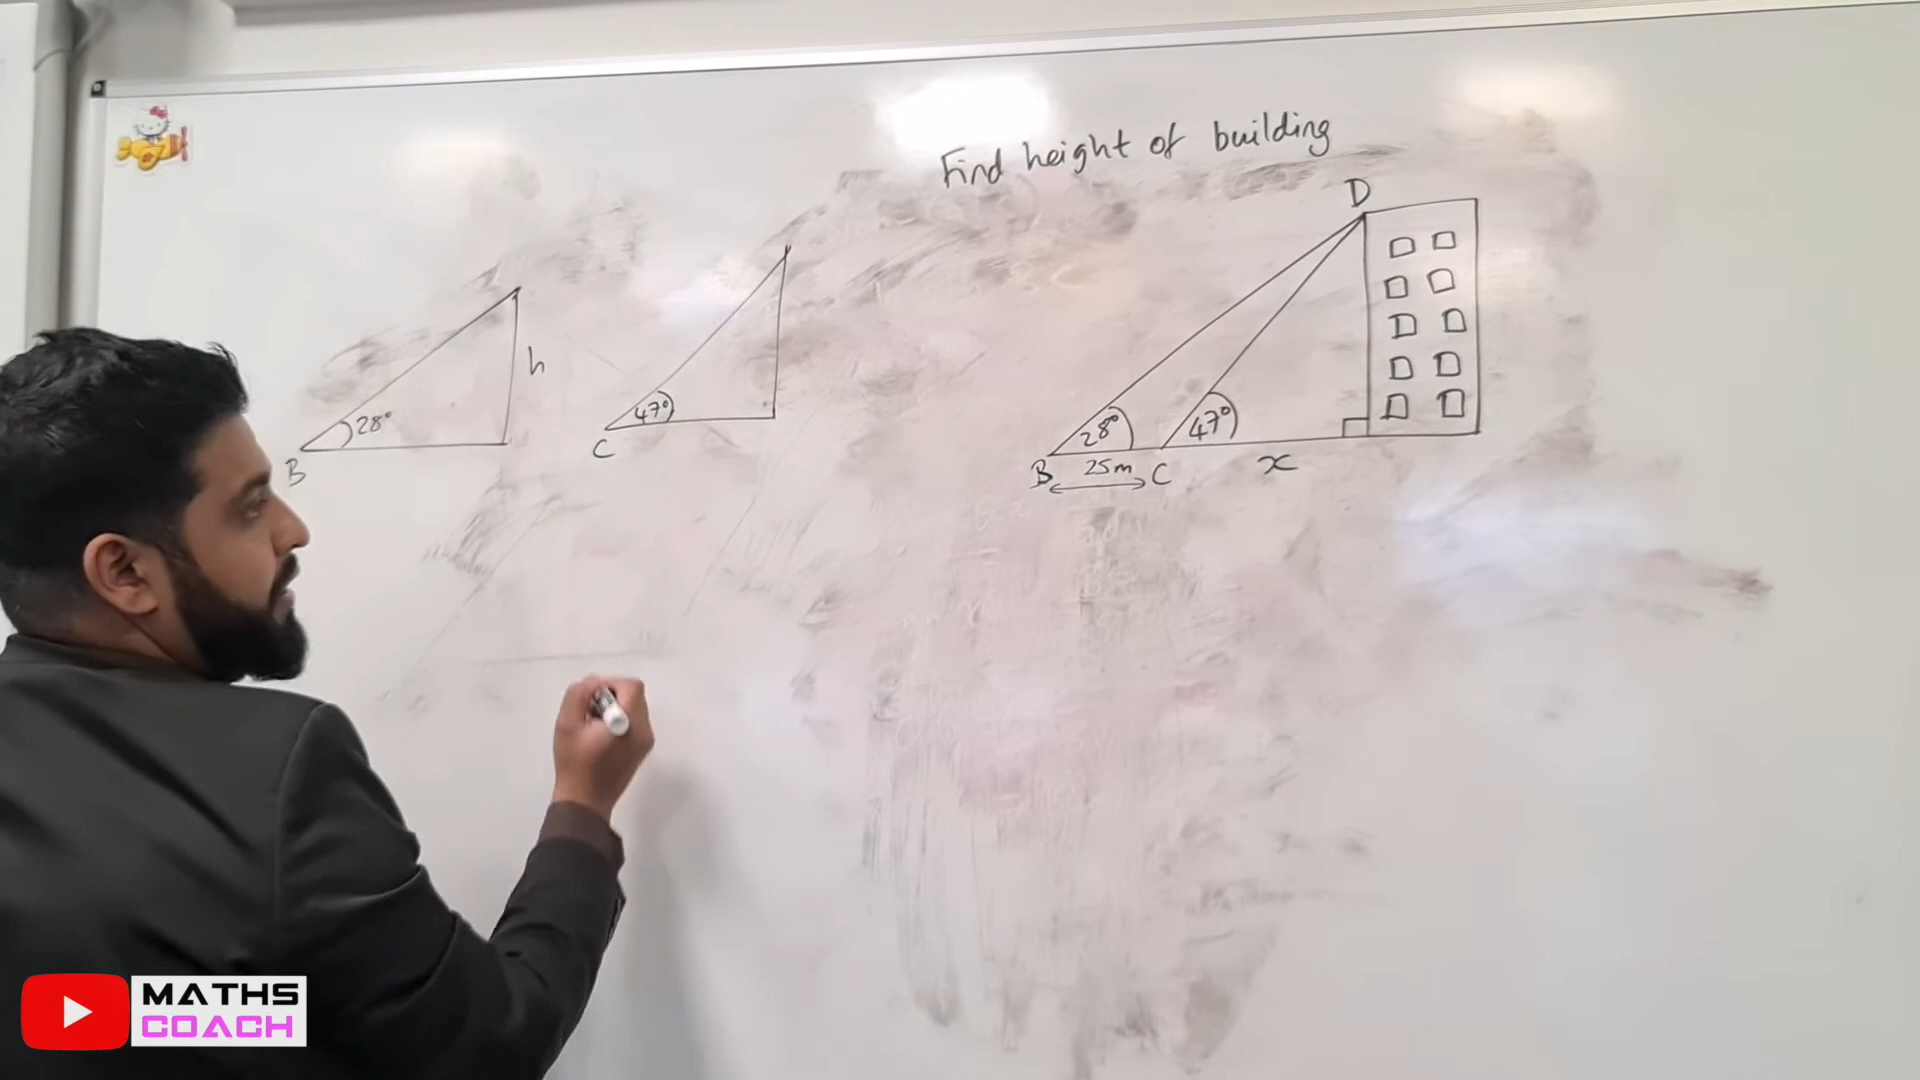 Find height of building
D
h
28°
B
47°
C
28°
47°
B
25m
C
x
MATHS
COACH